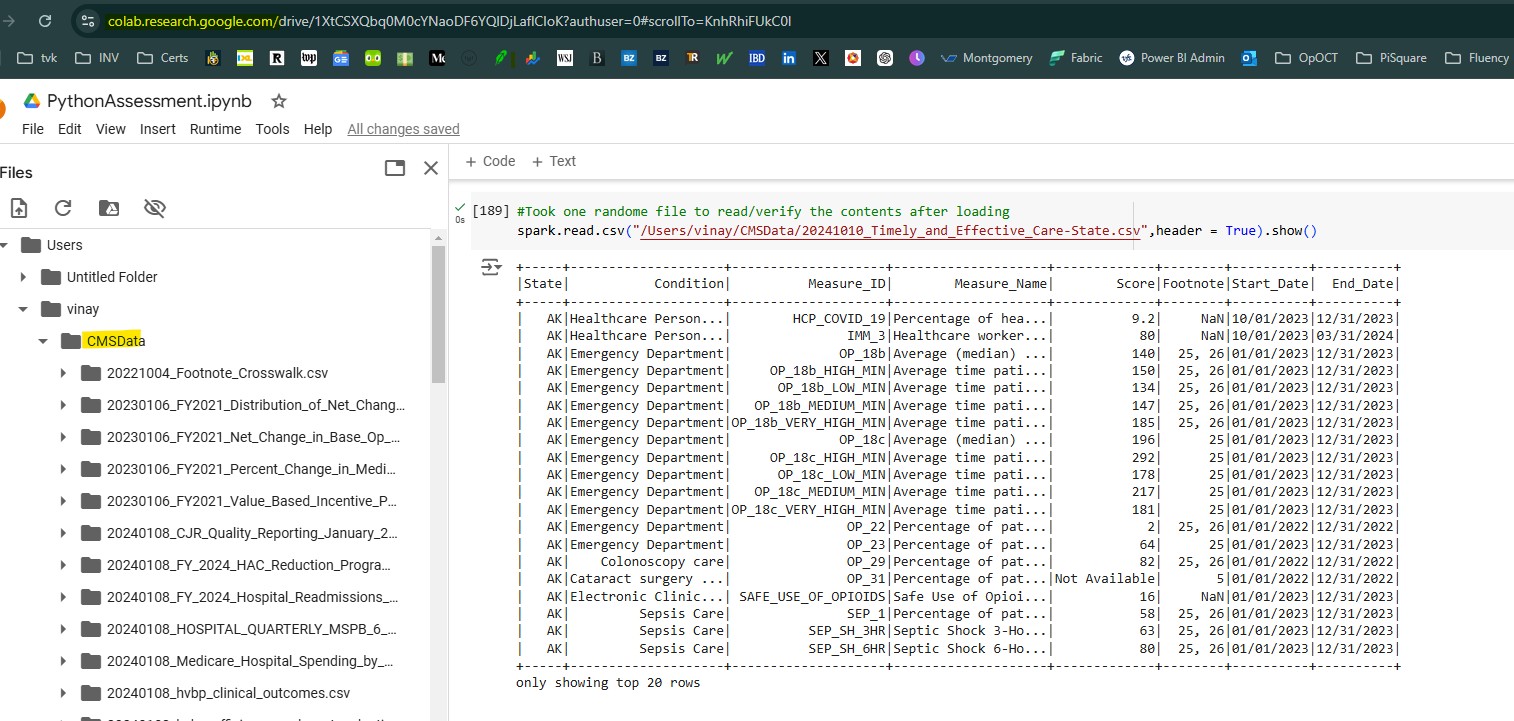 colab.research.google.com/drive/1XtCSXQbq0M0cYNaoDF6YQlDjLaflCIoK?authuser=0#scrollTo=KnhRhiFUkC0I
tvk INV Certs Montgomery Fabric Power BI Admin OpOCT PiSquare Fluency
PythonAssessment.ipynb
File Edit View Insert Runtime Tools Help All changes saved
Files
Users
Untitled Folder
vinay
CMSData
20221004_Footnote_Crosswalk.csv
20230106_FY2021_Distribution_of_Net_Chang...
20230106_FY2021_Net_Change_in_Base_Op_...
20230106_FY2021_Percent_Change_in_Medi...
20230106_FY2021_Value_Based_Incentive_P...
20240108_CJR_Quality_Reporting_January_2...
20240108_FY_2024_HAC_Reduction_Progra...
20240108_FY_2024_Hospital_Readmissions_...
20240108_HOSPITAL_QUARTERLY_MSPB_6_...
20240108_Medicare_Hospital_Spending_by_...
20240108_hvbp_clinical_outcomes.csv
+ Code + Text
0s
[189] #Took one randome file to read/verify the contents after loading
spark.read.csv("/Users/vinay/CMSData/20241010_Timely_and_Effective_Care-State.csv",header = True).show()
+-----+--------------------+--------------------+--------------------+-------------+--------+----------+----------+
|State| Condition| Measure_ID| Measure_Name| Score|Footnote|Start_Date| End_Date|
+-----+--------------------+--------------------+--------------------+-------------+--------+----------+----------+
| AK|Healthcare Person...| HCP_COVID_19|Percentage of hea...| 9.2| NaN|10/01/2023|12/31/2023|
| AK|Healthcare Person...| IMM_3|Healthcare worker...| 80| NaN|10/01/2023|03/31/2024|
| AK|Emergency Department| OP_18b|Average (median) ...| 140| 25, 26|01/01/2023|12/31/2023|
| AK|Emergency Department| OP_18b_HIGH_MIN|Average time pati...| 150| 25, 26|01/01/2023|12/31/2023|
| AK|Emergency Department| OP_18b_LOW_MIN|Average time pati...| 134| 25, 26|01/01/2023|12/31/2023|
| AK|Emergency Department| OP_18b_MEDIUM_MIN|Average time pati...| 147| 25, 26|01/01/2023|12/31/2023|
| AK|Emergency Department|OP_18b_VERY_HIGH_MIN|Average time pati...| 185| 25, 26|01/01/2023|12/31/2023|
| AK|Emergency Department| OP_18c|Average (median) ...| 196| 25|01/01/2023|12/31/2023|
| AK|Emergency Department| OP_18c_HIGH_MIN|Average time pati...| 292| 25|01/01/2023|12/31/2023|
| AK|Emergency Department| OP_18c_LOW_MIN|Average time pati...| 178| 25|01/01/2023|12/31/2023|
| AK|Emergency Department| OP_18c_MEDIUM_MIN|Average time pati...| 217| 25|01/01/2023|12/31/2023|
| AK|Emergency Department|OP_18c_VERY_HIGH_MIN|Average time pati...| 181| 25|01/01/2023|12/31/2023|
| AK|Emergency Department| OP_22|Percentage of pat...| 2| 25, 26|01/01/2022|12/31/2022|
| AK|Emergency Department| OP_23|Percentage of pat...| 64| 25|01/01/2023|12/31/2023|
| AK| Colonoscopy care| OP_29|Percentage of pat...| 82| 25, 26|01/01/2023|12/31/2023|
| AK|Cataract surgery ...| OP_31|Percentage of pat...|Not Available| 5|01/01/2022|12/31/2022|
| AK|Electronic Clinic...| SAFE_USE_OF_OPIOIDS|Safe Use of Opioi...| 16| NaN|01/01/2022|12/31/2022|
| AK| Sepsis Care| SEP_1|Percentage of pat...| 58| 25, 26|01/01/2023|12/31/2023|
| AK| Sepsis Care| SEP_SH_3HR|Septic Shock 3-Ho...| 63| 25, 26|01/01/2023|12/31/2023|
| AK| Sepsis Care| SEP_SH_6HR|Septic Shock 6-Ho...| 80| 25, 26|01/01/2023|12/31/2023|
+-----+--------------------+--------------------+--------------------+-------------+--------+----------+----------+
only showing top 20 rows